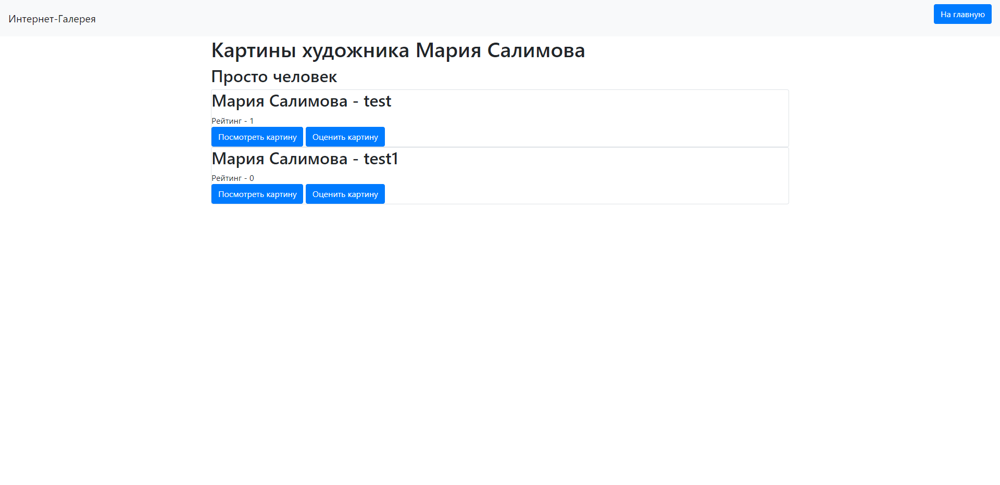 Интернет-Галерея
На главную
Картины художника Мария Салимова
Просто человек
Мария Салимова - test
Рейтинг - 1
Посмотреть картину Оценить картину
Мария Салимова - test1
Рейтинг - 0
Посмотреть картину Оценить картину